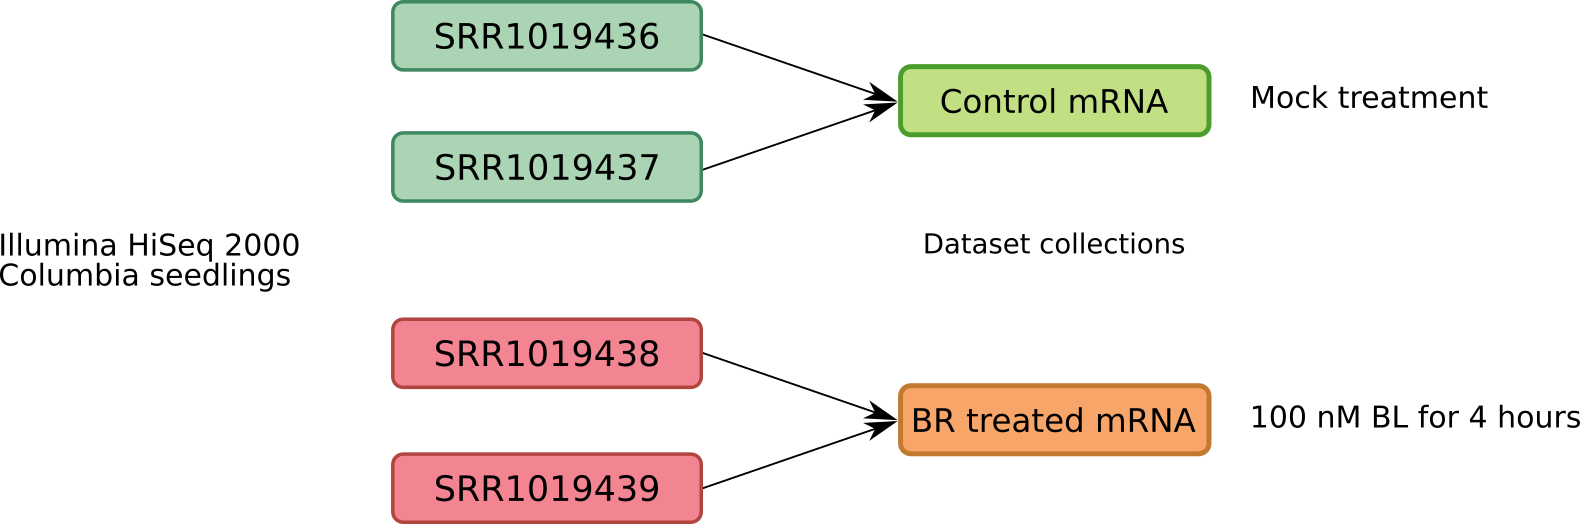 SRR1019436
Control mRNA
Mock treatment
SRR1019437
Illumina HiSeq 2000
Columbia seedlings
Dataset collections
SRR1019438
BR treated mRNA
100 nM BL for 4 hours
SRR1019439